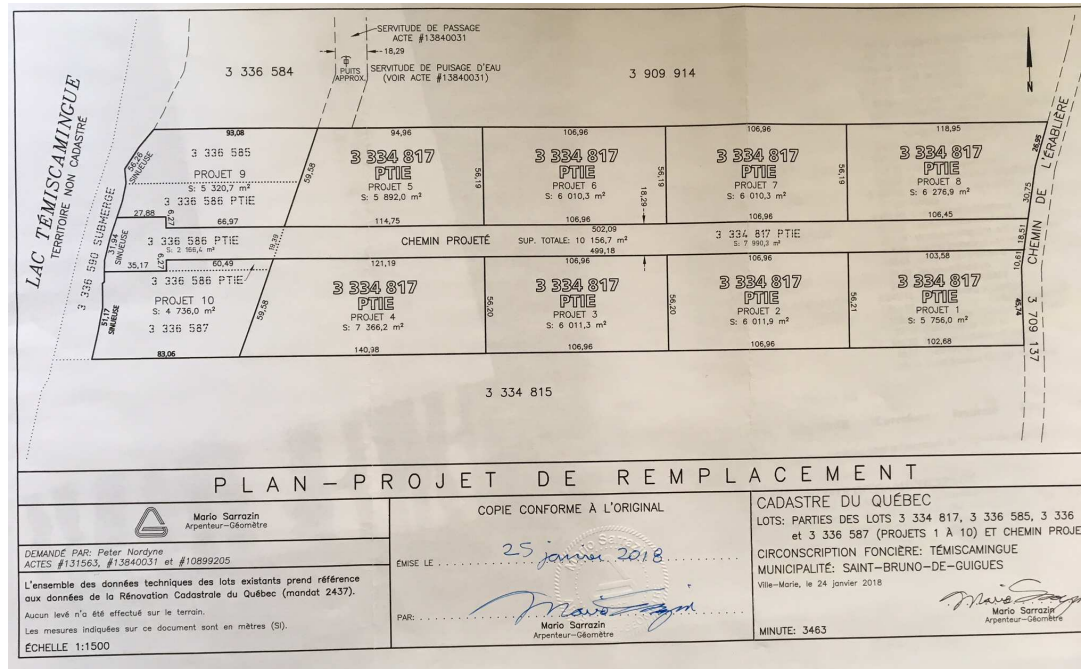 SERVITUDE DE PASSAGE
ACTE #13840031
18,29
PUITS
APPROX.
SERVITUDE DE PUISAGE D'EAU
(VOIR ACTE #13840031)
3 336 584
3 909 914
N
LAC TÉMISCAMINGUE
TERRITOIRE NON CADASTRÉ
3 336 590 SUBMERGÉ
CHEMIN DE L'ÉRABLIÈRE
3 709 137
93,08
94,96
106,96
106,96
118,95
56,26
SINUEUSE
3 336 585
PROJET 9
S: 5 320,7 m²
3 336 586 PTIE
59,58
3 334 817
PTIE
PROJET 5
S: 5 892,0 m²
56,19
3 334 817
PTIE
PROJET 6
S: 6 010,3 m²
18,29
3 334 817
PTIE
PROJET 7
S: 6 010,3 m²
56,19
3 334 817
PTIE
PROJET 8
S: 6 276,9 m²
26,95
30,75
27,88
6,27
66,97
114,75
106,96
106,96
106,45
31,94
SINUEUSE
3 336 586 PTIE
S: 2 166,4 m²
19,39
CHEMIN PROJETÉ
502,09
SUP. TOTALE: 10 156,7 m²
499,18
3 334 817 PTIE
S: 7 990,3 m²
18,51
35,17
6,27
60,49
121,19
106,96
106,96
103,58
10,61
51,17
SINUEUSE
3 336 586 PTIE
PROJET 10
S: 4 736,0 m²
3 336 587
59,58
3 334 817
PTIE
PROJET 4
S: 7 366,2 m²
56,20
3 334 817
PTIE
PROJET 3
S: 6 011,3 m²
56,20
3 334 817
PTIE
PROJET 2
S: 6 011,9 m²
56,21
3 334 817
PTIE
PROJET 1
S: 5 756,0 m²
45,74
83,06
140,98
106,96
106,96
102,68
3 334 815
PLAN-PROJET DE REMPLACEMENT
Mario Sarrazin
Arpenteur-Géomètre
DEMANDÉ PAR: Peter Nordyne
ACTES #131563, #13840031 et #10899205
L'ensemble des données techniques des lots existants prend référence
aux données de la Rénovation Cadastrale du Québec (mandat 2437).
Aucun levé n'a été effectué sur le terrain.
Les mesures indiquées sur ce document sont en mètres (SI).
ÉCHELLE 1:1500
COPIE CONFORME À L'ORIGINAL
ÉMISE LE 25 janvier 2018
PAR:
Mario Sarrazin
Arpenteur-Géomètre
CADASTRE DU QUÉBEC
LOTS: PARTIES DES LOTS 3 334 817, 3 336 585, 3 336
et 3 336 587 (PROJETS 1 À 10) ET CHEMIN PROJE
CIRCONSCRIPTION FONCIÈRE: TÉMISCAMINGUE
MUNICIPALITÉ: SAINT-BRUNO-DE-GUIGUES
Ville-Marie, le 24 janvier 2018
Mario Sarrazin
Arpenteur-Géomètre
MINUTE: 3463